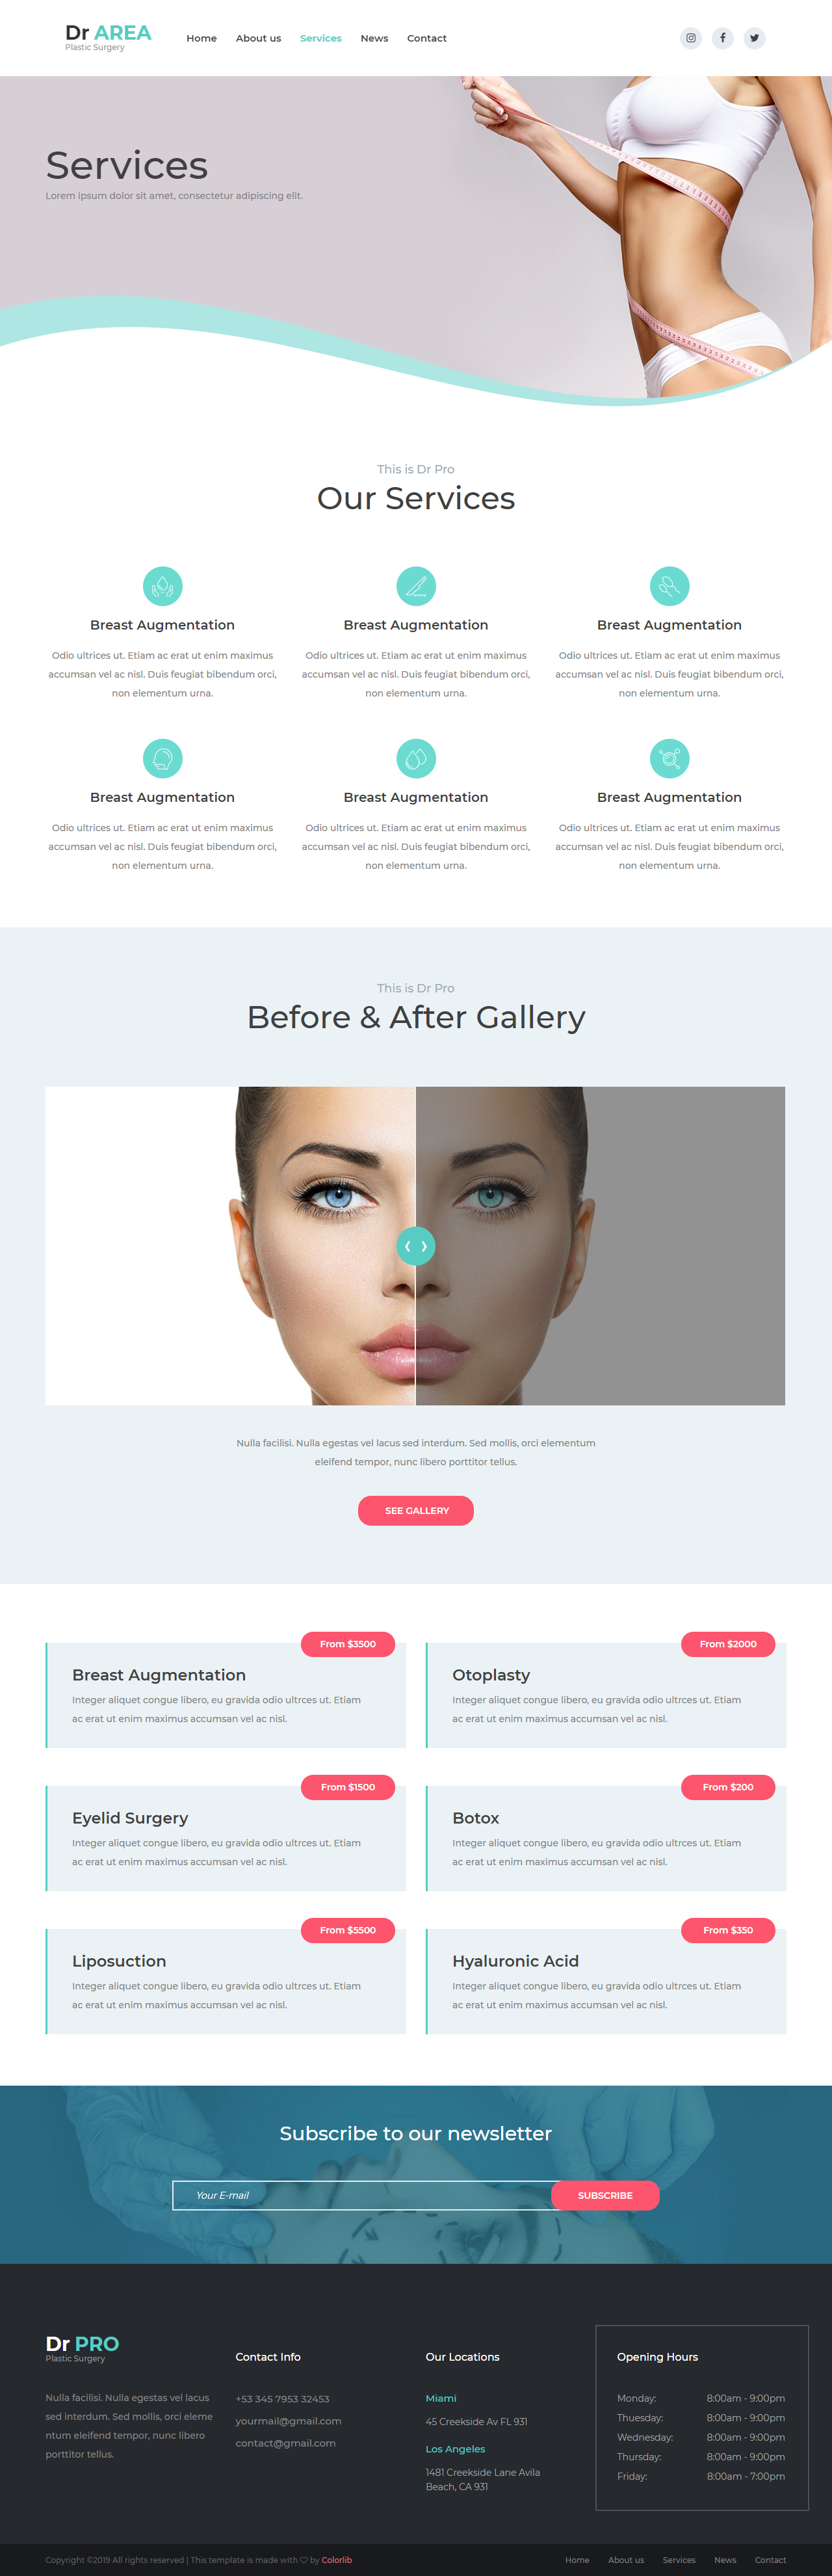 Dr AREA
Plastic Surgery
Home About us Services News Contact
Services
Lorem ipsum dolor sit amet, consectetur adipiscing elit.
This is Dr Pro
Our Services
Breast Augmentation
Odio ultrices ut. Etiam ac erat ut enim maximus
accumsan vel ac nisl. Duis feugiat bibendum orci,
non elementum urna.
Breast Augmentation
Odio ultrices ut. Etiam ac erat ut enim maximus
accumsan vel ac nisl. Duis feugiat bibendum orci,
non elementum urna.
Breast Augmentation
Odio ultrices ut. Etiam ac erat ut enim maximus
accumsan vel ac nisl. Duis feugiat bibendum orci,
non elementum urna.
Breast Augmentation
Odio ultrices ut. Etiam ac erat ut enim maximus
accumsan vel ac nisl. Duis feugiat bibendum orci,
non elementum urna.
Breast Augmentation
Odio ultrices ut. Etiam ac erat ut enim maximus
accumsan vel ac nisl. Duis feugiat bibendum orci,
non elementum urna.
Breast Augmentation
Odio ultrices ut. Etiam ac erat ut enim maximus
accumsan vel ac nisl. Duis feugiat bibendum orci,
non elementum urna.
This is Dr Pro
Before & After Gallery
Nulla facilisi. Nulla egestas vel lacus sed interdum. Sed mollis, orci elementum
eleifend tempor, nunc libero porttitor tellus.
SEE GALLERY
From $3500
Breast Augmentation
Integer aliquet congue libero, eu gravida odio ultrces ut. Etiam
ac erat ut enim maximus accumsan vel ac nisl.
From $2000
Otoplasty
Integer aliquet congue libero, eu gravida odio ultrces ut. Etiam
ac erat ut enim maximus accumsan vel ac nisl.
From $1500
Eyelid Surgery
Integer aliquet congue libero, eu gravida odio ultrces ut. Etiam
ac erat ut enim maximus accumsan vel ac nisl.
From $200
Botox
Integer aliquet congue libero, eu gravida odio ultrces ut. Etiam
ac erat ut enim maximus accumsan vel ac nisl.
From $5500
Liposuction
Integer aliquet congue libero, eu gravida odio ultrces ut. Etiam
ac erat ut enim maximus accumsan vel ac nisl.
From $350
Hyaluronic Acid
Integer aliquet congue libero, eu gravida odio ultrces ut. Etiam
ac erat ut enim maximus accumsan vel ac nisl.
Subscribe to our newsletter
Your E-mail
SUBSCRIBE
Dr PRO
Plastic Surgery
Nulla facilisi. Nulla egestas vel lacus
sed interdum. Sed mollis, orci eleme
ntum eleifend tempor, nunc libero
porttitor tellus.
Contact Info
+53 345 7953 32453
yourmail@gmail.com
contact@gmail.com
Our Locations
Miami
45 Creekside Av FL 931
Los Angeles
1481 Creekside Lane Avila
Beach, CA 931
Opening Hours
Monday: 8:00am - 9:00pm
Thuesday: 8:00am - 9:00pm
Wednesday: 8:00am - 9:00pm
Thursday: 8:00am - 9:00pm
Friday: 8:00am - 7:00pm
Copyright ©2019 All rights reserved | This template is made with ♡ by Colorlib
Home About us Services News Contact